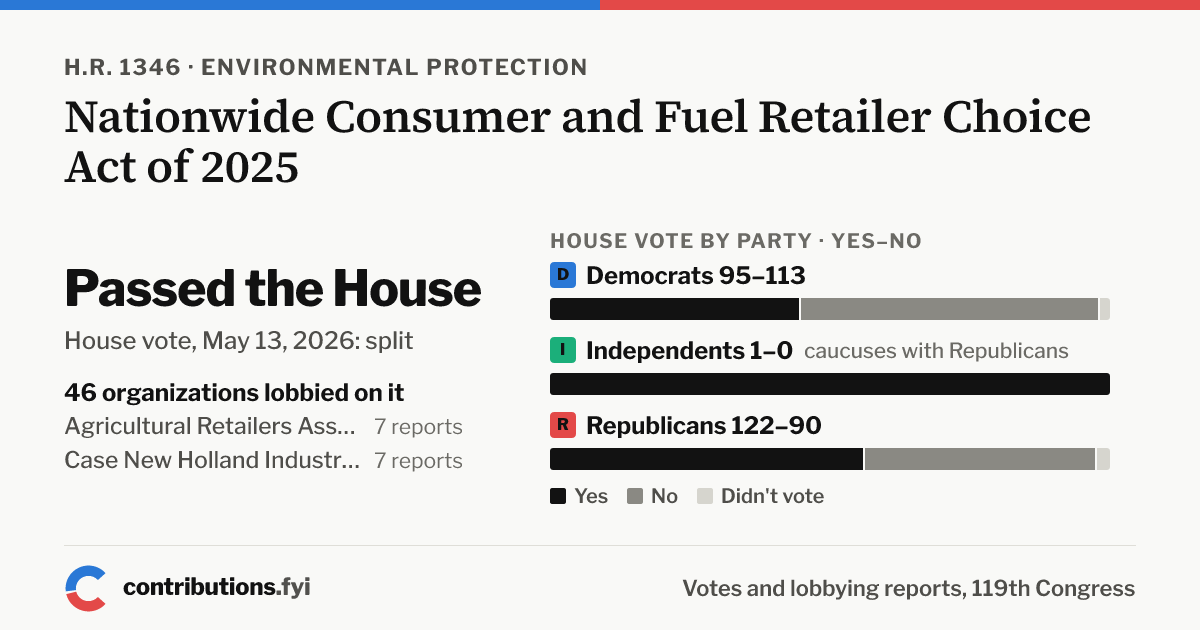 H.R. 1346 · ENVIRONMENTAL PROTECTION
Nationwide Consumer and Fuel Retailer Choice
Act of 2025
Passed the House
House vote, May 13, 2026: split
46 organizations lobbied on it
Agricultural Retailers Ass... 7 reports
Case New Holland Industr... 7 reports
HOUSE VOTE BY PARTY · YES–NO
D Democrats 95–113
I Independents 1–0 caucuses with Republicans
R Republicans 122–90
Yes No Didn't vote
contributions.fyi
Votes and lobbying reports, 119th Congress